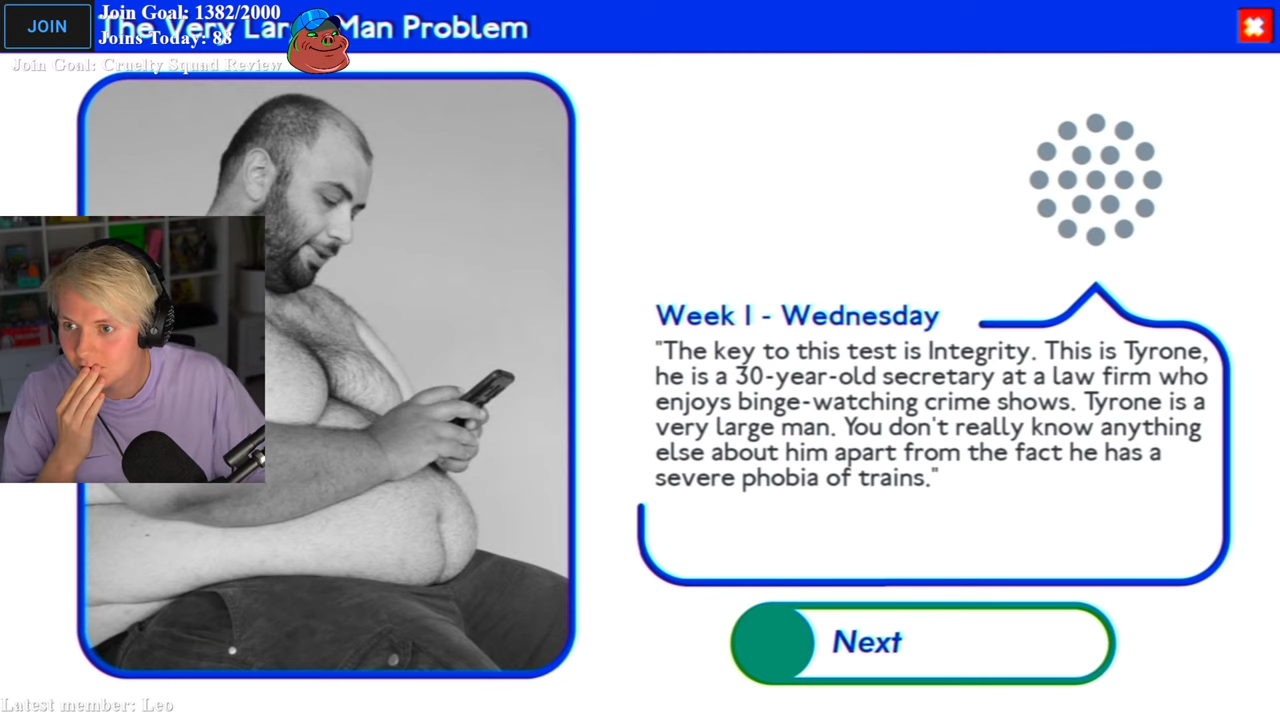 JOIN
Join Goal: 1382/2000
Joins Today: 88
Join Goal: Cruelty Squad Review
The Very Man Problem
Week 1 - Wednesday
"The key to this test is Integrity. This is Tyrone,
he is a 30-year-old secretary at a law firm who
enjoys binge-watching crime shows. Tyrone is a
very large man. You don't really know anything
else about him apart from the fact he has a
severe phobia of trains."
Next
Latest member: Leo